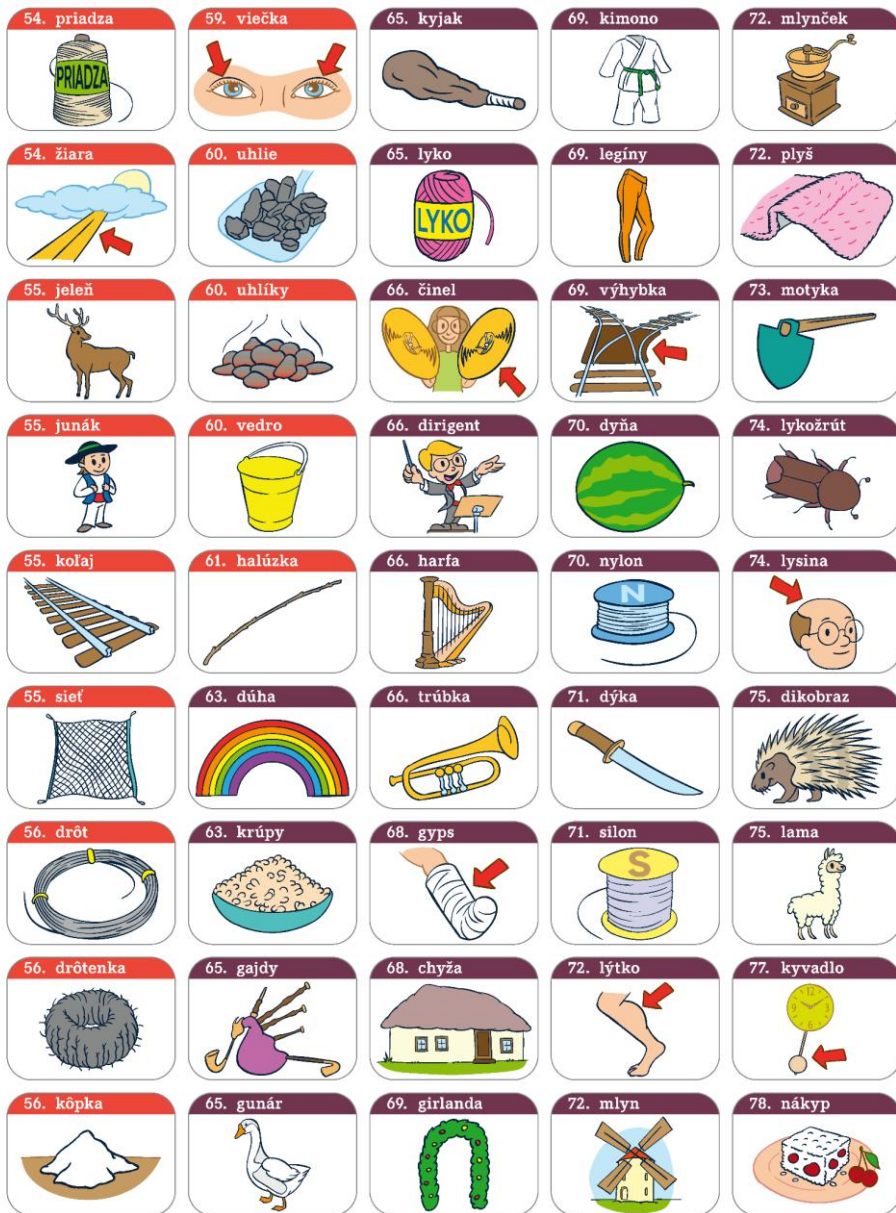 54. priadza
PRIADZA
59. viečka
65. kyjak
69. kimono
72. mlynček
54. žiara
60. uhlie
65. lyko
LYKO
69. legíny
72. plyš
55. jeleň
60. uhlíky
66. činel
69. výhybka
73. motyka
55. junák
60. vedro
66. dirigent
70. dyňa
74. lykožrút
55. koľaj
61. halúzka
66. harfa
70. nylon
N
74. lysina
55. sieť
63. dúha
66. trúbka
71. dýka
75. dikobraz
56. drôt
63. krúpy
68. gyps
71. silon
S
75. lama
56. drôtenka
65. gajdy
68. chyža
72. lýtko
77. kyvadlo
12
3
6
9
56. kôpka
65. gunár
69. girlanda
72. mlyn
78. nákyp